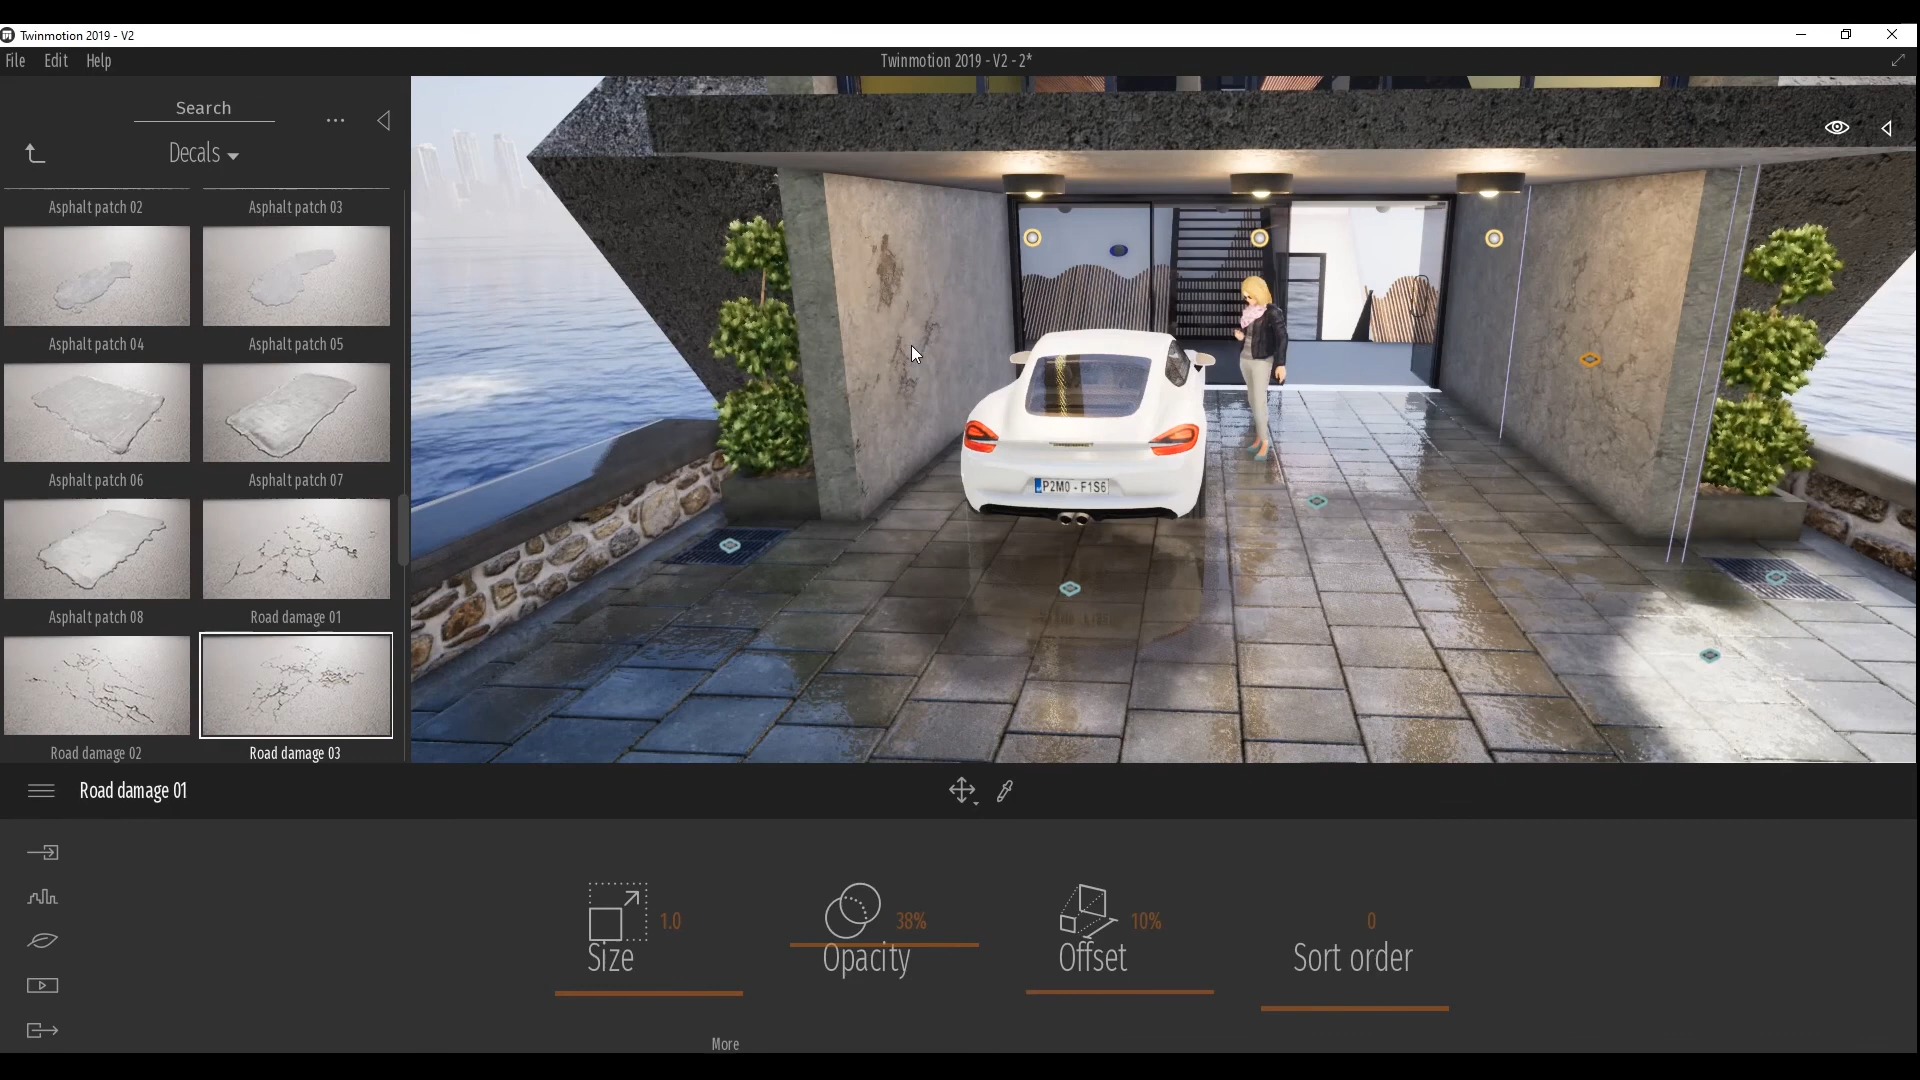 Twinmotion 2019 - V2
File Edit Help
Twinmotion 2019 - V2 - 2*
Search
...
Decals
Asphalt patch 02
Asphalt patch 03
Asphalt patch 04
Asphalt patch 05
Asphalt patch 06
Asphalt patch 07
Asphalt patch 08
Road damage 01
Road damage 02
Road damage 03
P2M0 - F1S6
Road damage 01
1.0
Size
38%
Opacity
10%
Offset
0
Sort order
More